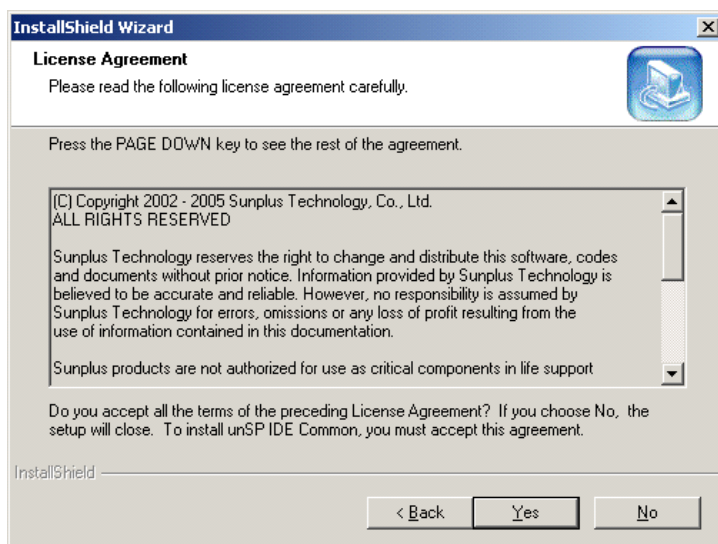 InstallShield Wizard
License Agreement
Please read the following license agreement carefully.
Press the PAGE DOWN key to see the rest of the agreement.
(C) Copyright 2002 - 2005 Sunplus Technology, Co., Ltd.
ALL RIGHTS RESERVED
Sunplus Technology reserves the right to change and distribute this software, codes
and documents without prior notice. Information provided by Sunplus Technology is
believed to be accurate and reliable. However, no responsibility is assumed by
Sunplus Technology for errors, omissions or any loss of profit resulting from the
use of information contained in this documentation.
Sunplus products are not authorized for use as critical components in life support
Do you accept all the terms of the preceding License Agreement? If you choose No, the
setup will close. To install unSP IDE Common, you must accept this agreement.
InstallShield
< Back
Yes
No